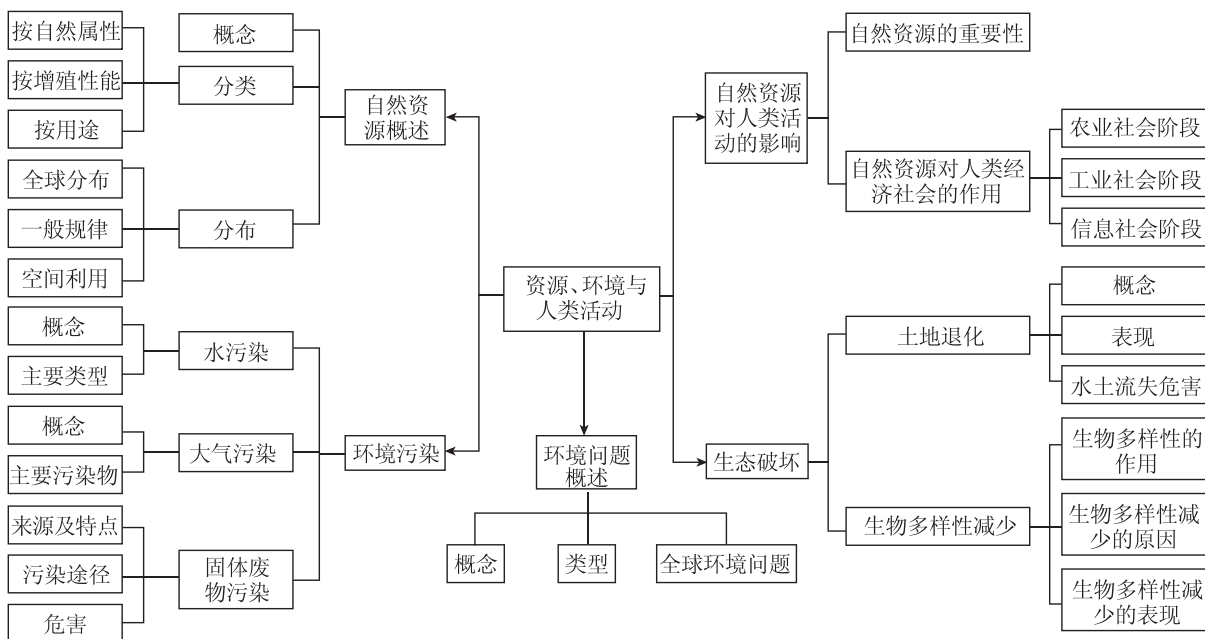 按自然属性
按增殖性能
按用途
概念
分类
全球分布
一般规律
空间利用
分布
自然资
源概述
概念
主要类型
水污染
概念
主要污染物
大气污染
来源及特点
污染途径
危害
固体废
物污染
环境污染
资源、环境与
人类活动
环境问题
概述
概念
类型
全球环境问题
自然资源
对人类活
动的影响
自然资源的重要性
自然资源对人类经
济社会的作用
农业社会阶段
工业社会阶段
信息社会阶段
生态破坏
土地退化
概念
表现
水土流失危害
生物多样性减少
生物多样性的
作用
生物多样性减
少的原因
生物多样性减
少的表现